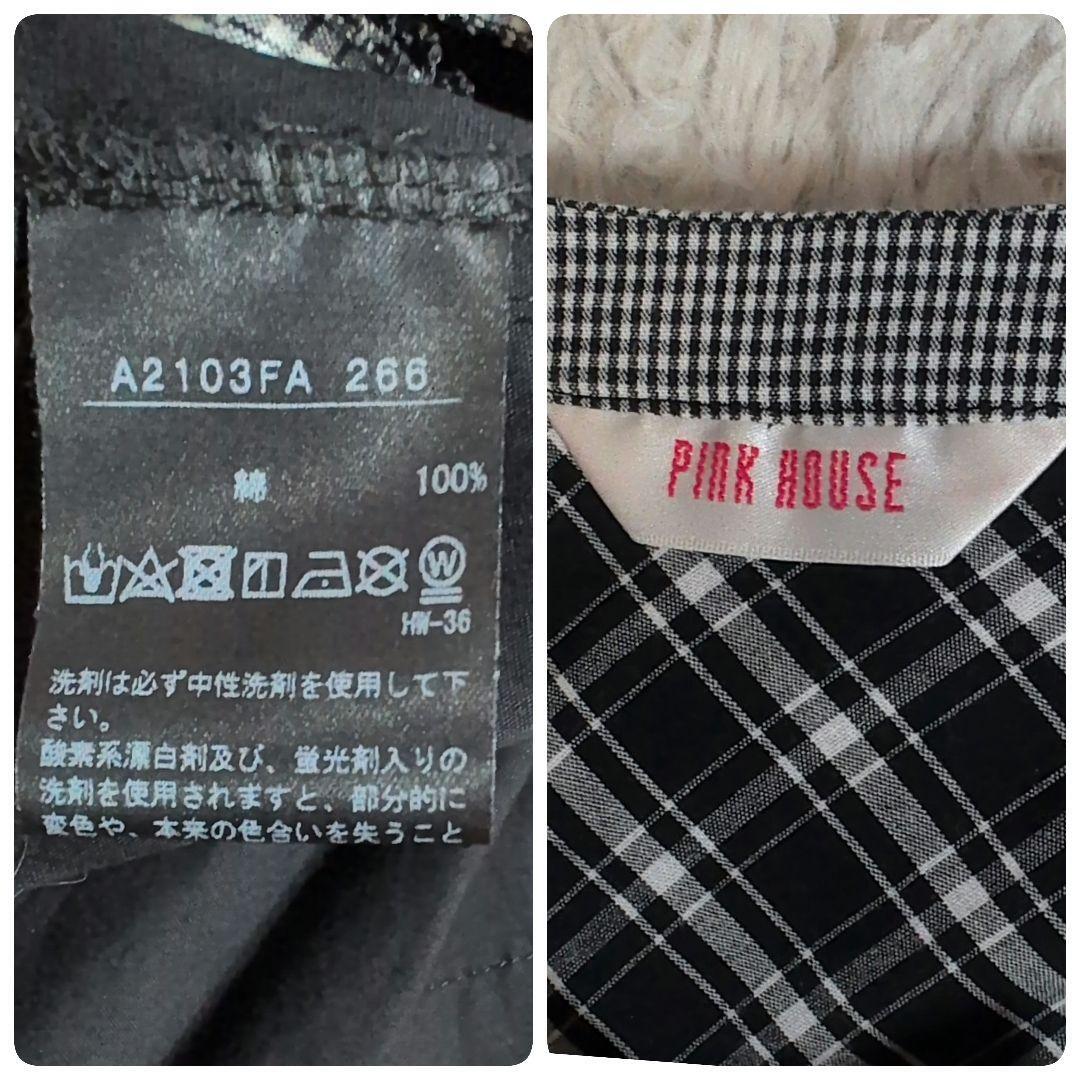 A2103FA 266
綿 100%
W
HW-36
洗剤は必ず中性洗剤を使用して下
さい。
酸素系漂白剤及び、蛍光剤入りの
洗剤を使用されますと、部分的に
変色や、本来の色合いを失うこと
PINK HOUSE